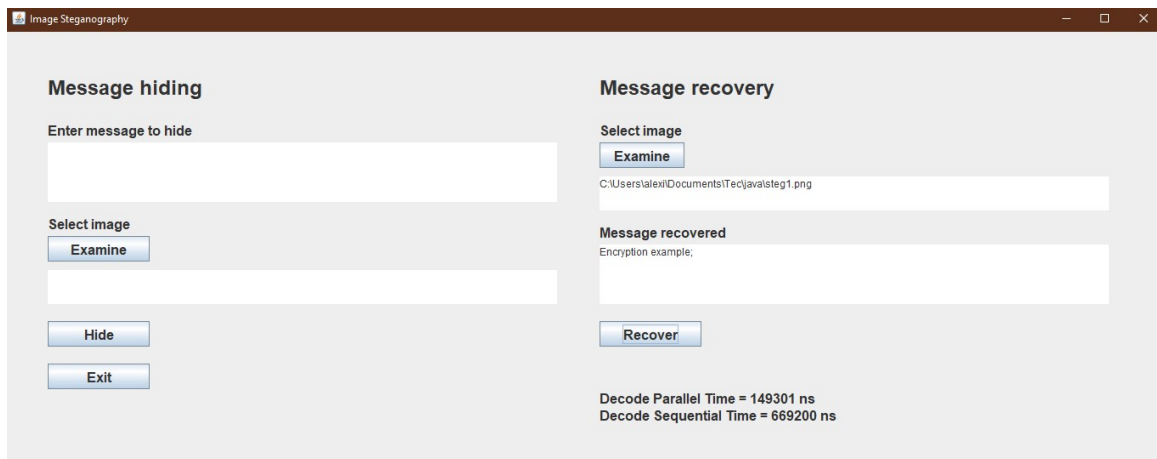 Image Steganography
Message hiding
Enter message to hide
Select image
Examine
Hide
Exit
Message recovery
Select image
Examine
C:\Users\alexi\Documents\Tec\java\steg1.png
Message recovered
Encryption example;
Recover
Decode Parallel Time = 149301 ns
Decode Sequential Time = 669200 ns